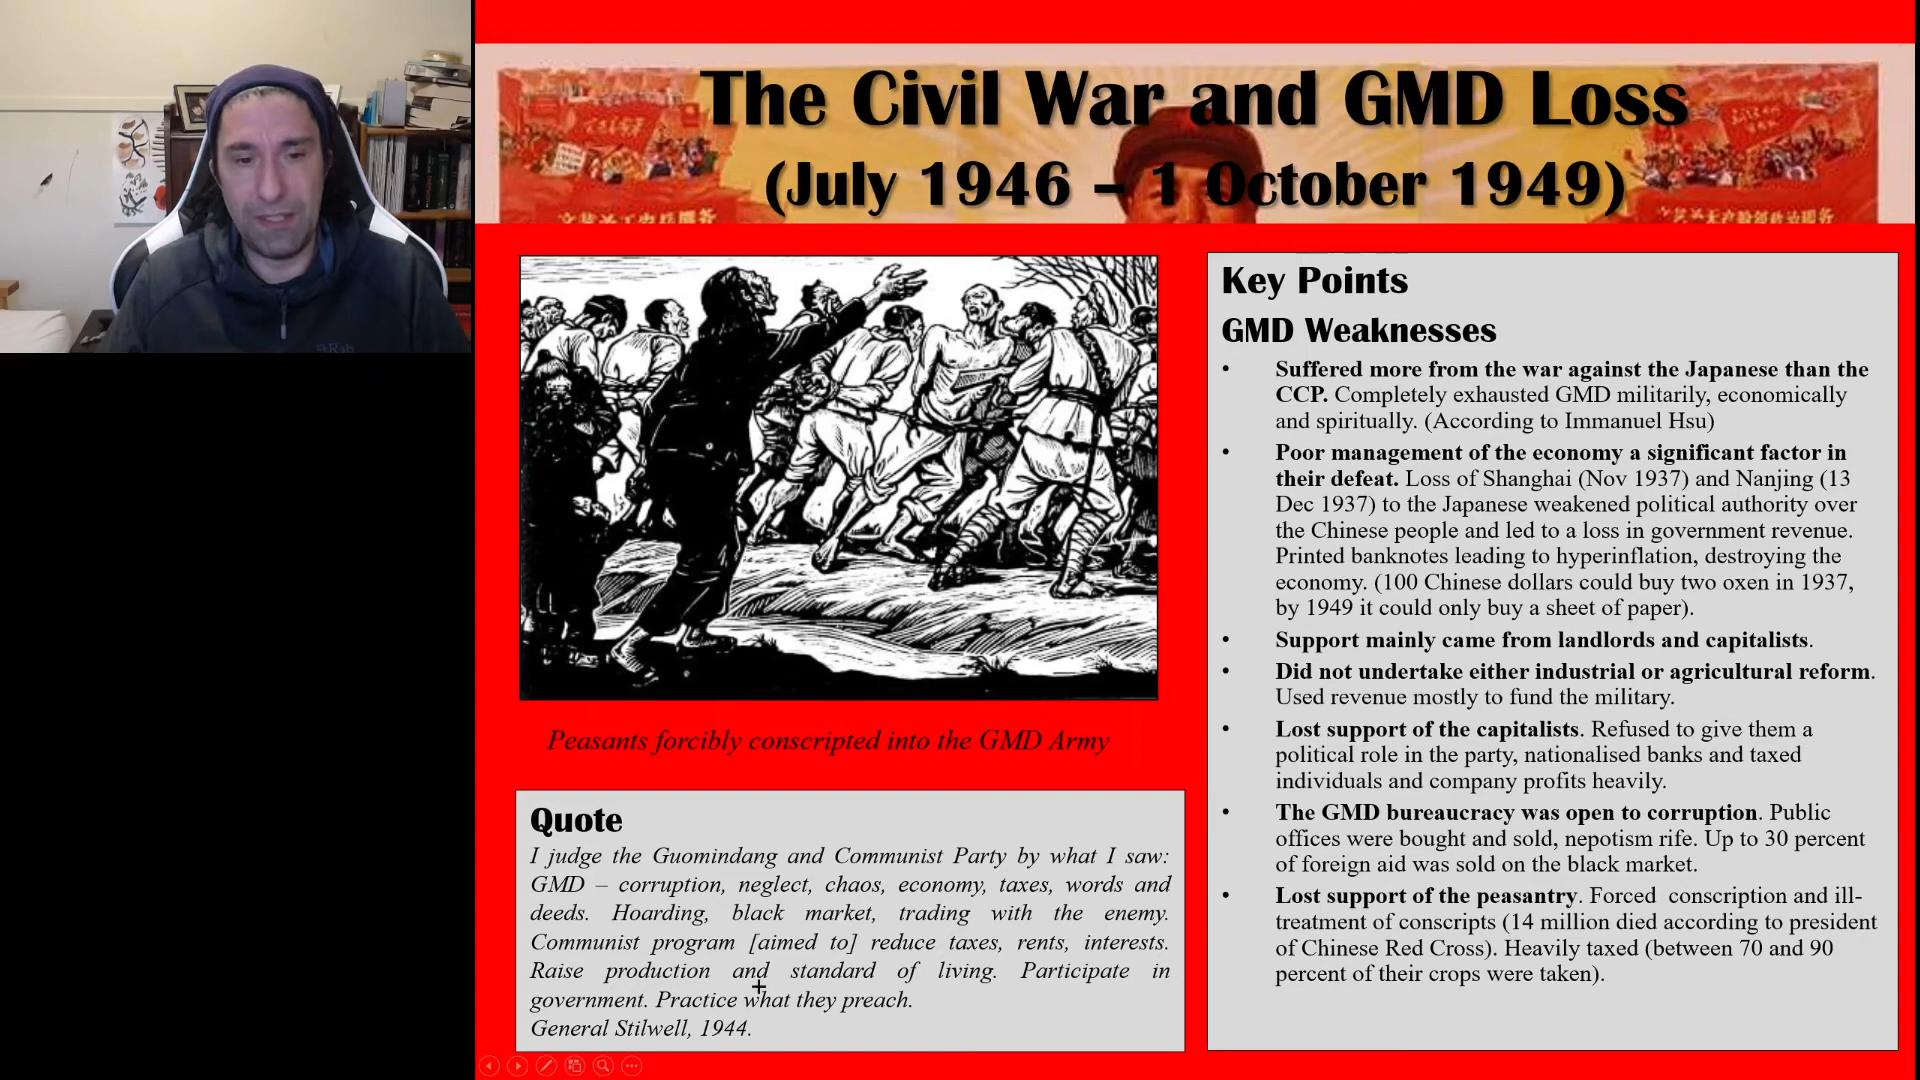 The Civil War and GMD Loss
(July 1946 – 1 October 1949)
Peasants forcibly conscripted into the GMD Army
Quote
I judge the Guomindang and Communist Party by what I saw:
GMD – corruption, neglect, chaos, economy, taxes, words and
deeds. Hoarding, black market, trading with the enemy.
Communist program [aimed to] reduce taxes, rents, interests.
Raise production and standard of living. Participate in
government. Practice what they preach.
General Stilwell, 1944.
Key Points
GMD Weaknesses
• Suffered more from the war against the Japanese than the
CCP. Completely exhausted GMD militarily, economically
and spiritually. (According to Immanuel Hsu)
• Poor management of the economy a significant factor in
their defeat. Loss of Shanghai (Nov 1937) and Nanjing (13
Dec 1937) to the Japanese weakened political authority over
the Chinese people and led to a loss in government revenue.
Printed banknotes leading to hyperinflation, destroying the
economy. (100 Chinese dollars could buy two oxen in 1937,
by 1949 it could only buy a sheet of paper).
• Support mainly came from landlords and capitalists.
• Did not undertake either industrial or agricultural reform.
Used revenue mostly to fund the military.
• Lost support of the capitalists. Refused to give them a
political role in the party, nationalised banks and taxed
individuals and company profits heavily.
• The GMD bureaucracy was open to corruption. Public
offices were bought and sold, nepotism rife. Up to 30 percent
of foreign aid was sold on the black market.
• Lost support of the peasantry. Forced  conscription and ill-
treatment of conscripts (14 million died according to president
of Chinese Red Cross). Heavily taxed (between 70 and 90
percent of their crops were taken).